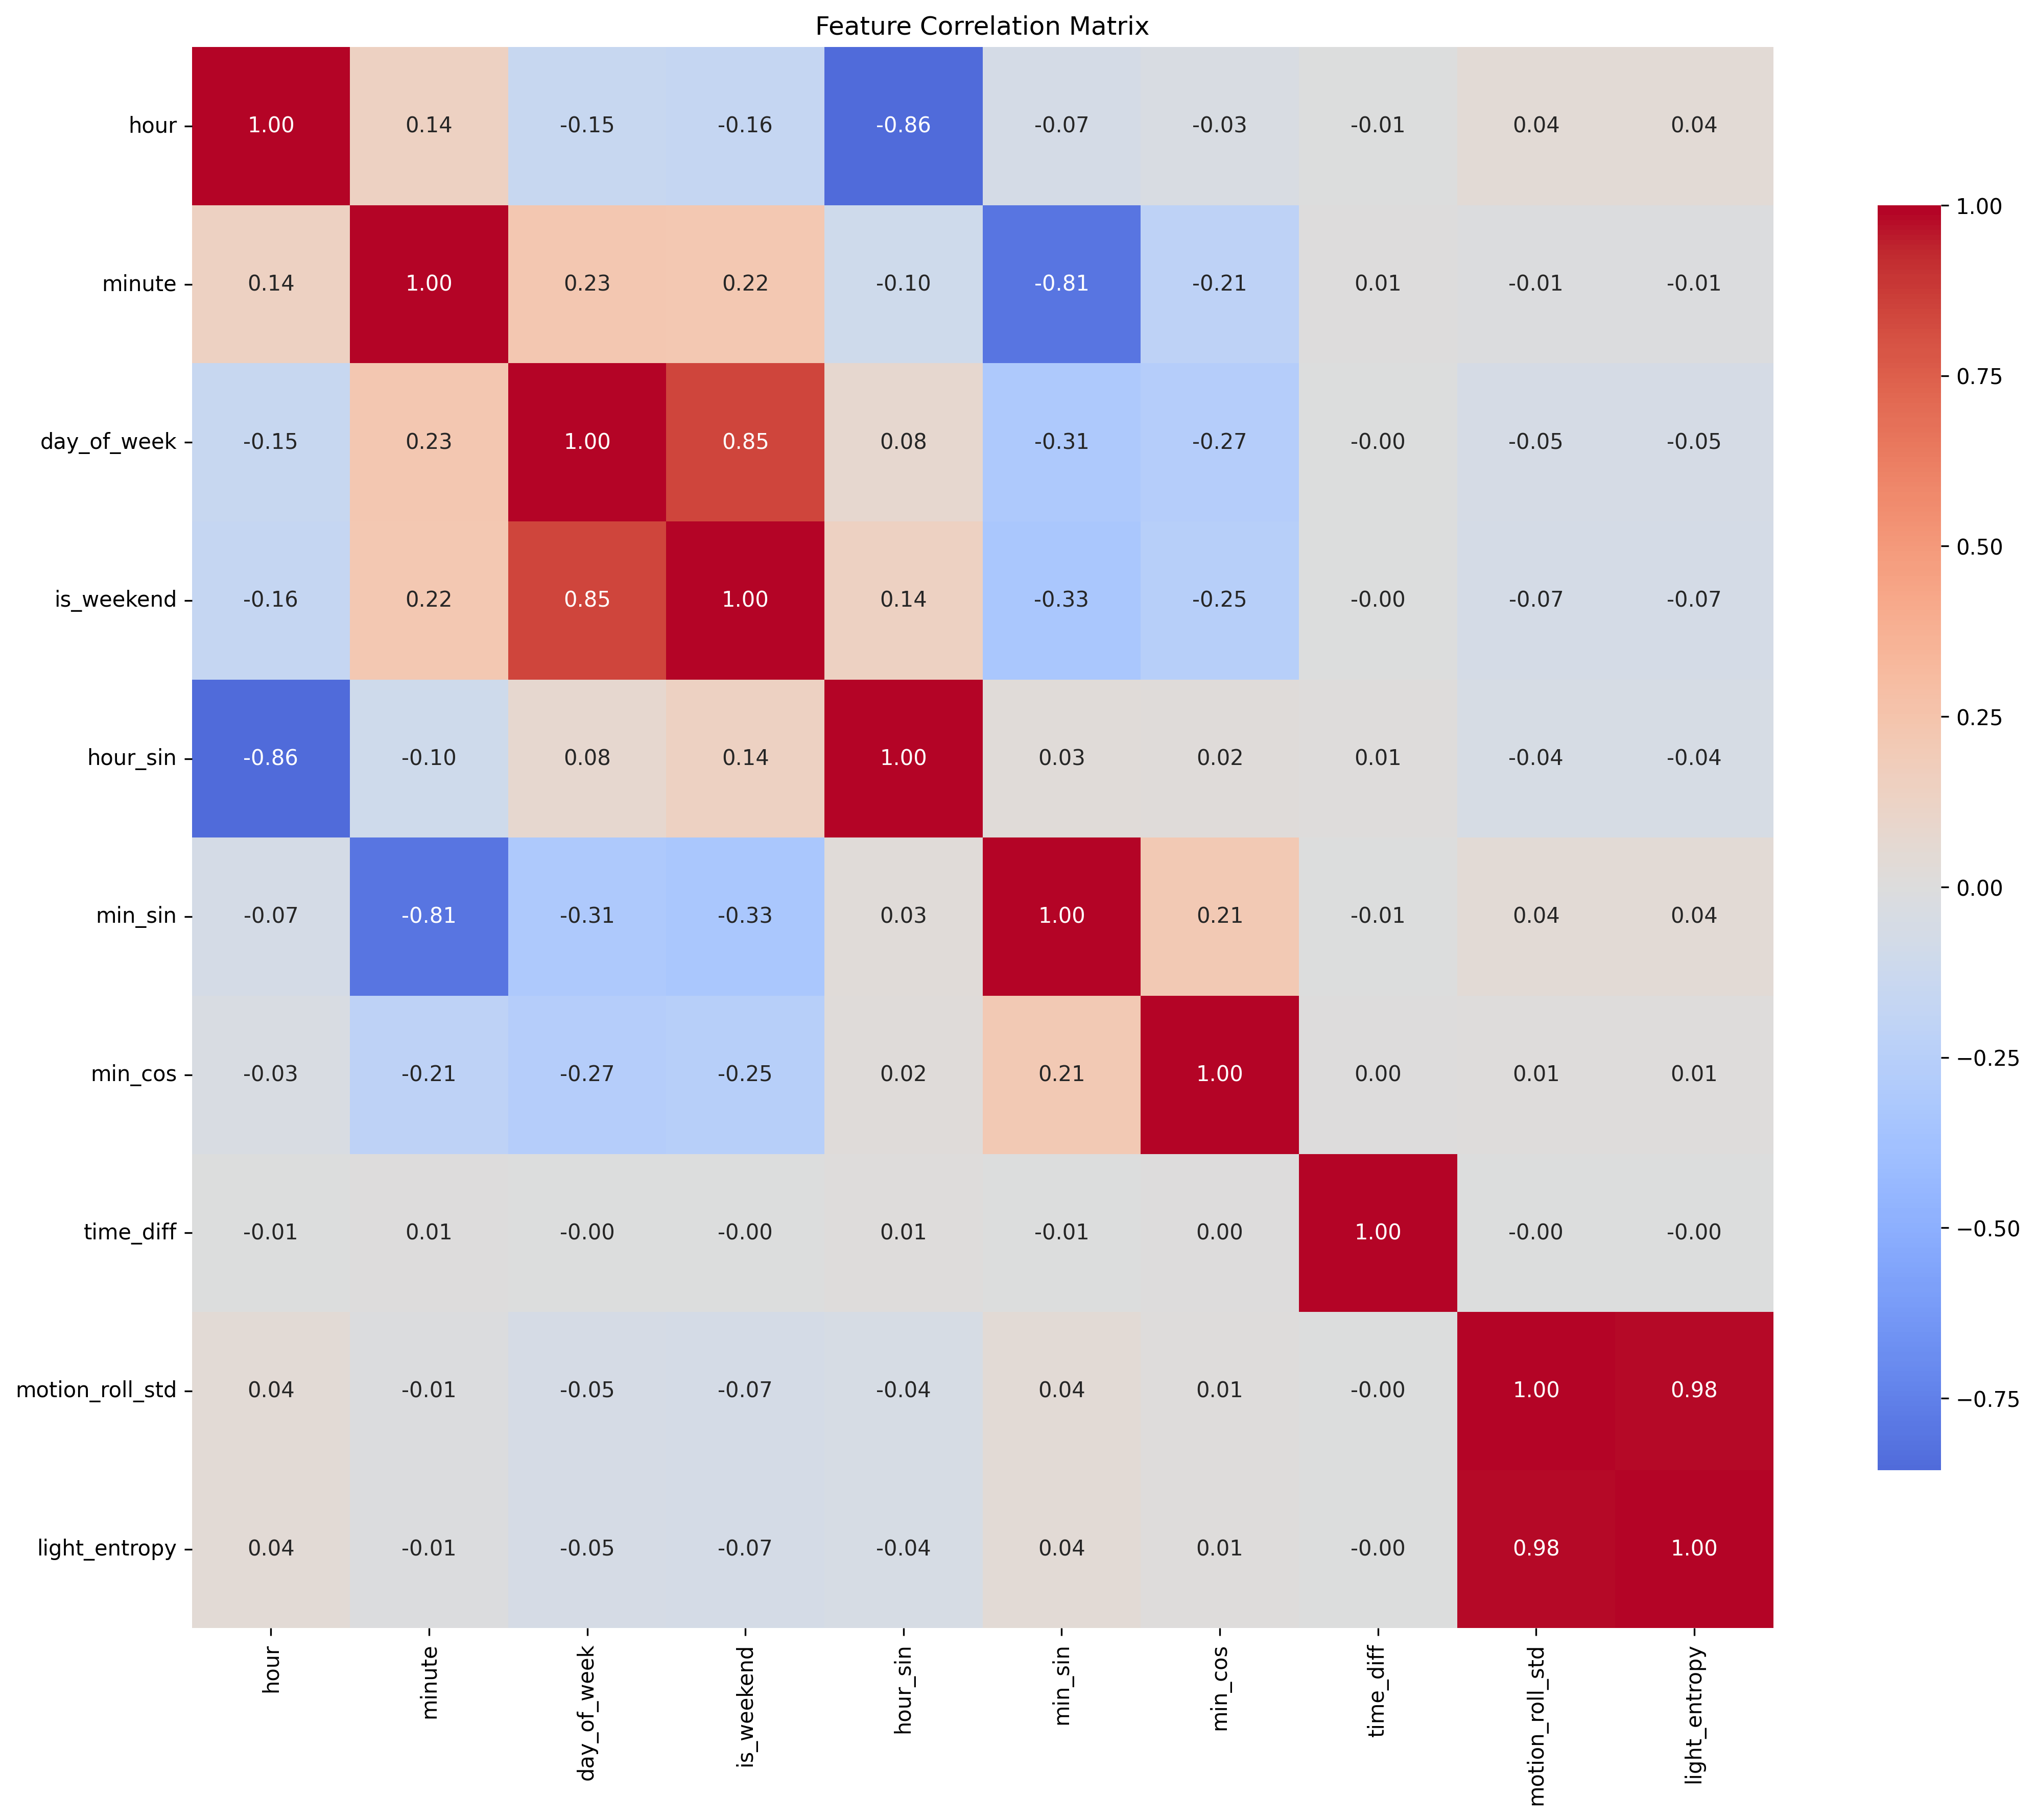 Feature Correlation Matrix
hour 1.00 0.14 -0.15 -0.16 -0.86 -0.07 -0.03 -0.01 0.04 0.04
minute 0.14 1.00 0.23 0.22 -0.10 -0.81 -0.21 0.01 -0.01 -0.01
day_of_week -0.15 0.23 1.00 0.85 0.08 -0.31 -0.27 -0.00 -0.05 -0.05
is_weekend -0.16 0.22 0.85 1.00 0.14 -0.33 -0.25 -0.00 -0.07 -0.07
hour_sin -0.86 -0.10 0.08 0.14 1.00 0.03 0.02 0.01 -0.04 -0.04
min_sin -0.07 -0.81 -0.31 -0.33 0.03 1.00 0.21 -0.01 0.04 0.04
min_cos -0.03 -0.21 -0.27 -0.25 0.02 0.21 1.00 0.00 0.01 0.01
time_diff -0.01 0.01 -0.00 -0.00 0.01 -0.01 0.00 1.00 -0.00 -0.00
motion_roll_std 0.04 -0.01 -0.05 -0.07 -0.04 0.04 0.01 -0.00 1.00 0.98
light_entropy 0.04 -0.01 -0.05 -0.07 -0.04 0.04 0.01 -0.00 0.98 1.00
hour minute day_of_week is_weekend hour_sin min_sin min_cos time_diff motion_roll_std light_entropy
1.00
0.75
0.50
0.25
0.00
−0.25
−0.50
−0.75